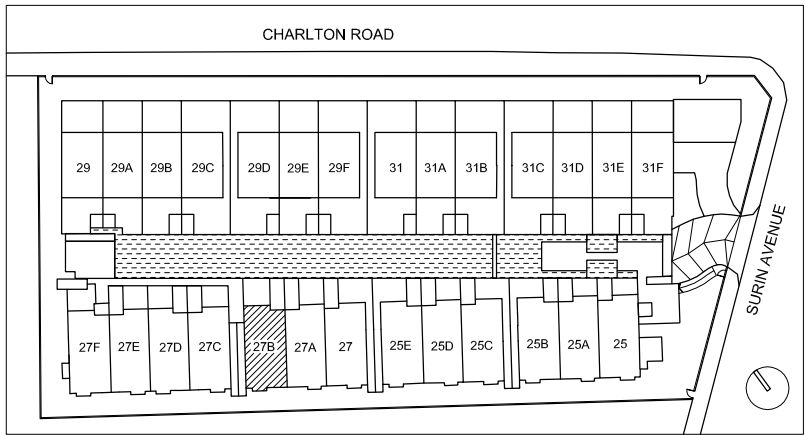 CHARLTON ROAD
29 29A 29B 29C 29D 29E 29F 31 31A 31B 31C 31D 31E 31F
SURIN AVENUE
27F 27E 27D 27C 27B 27A 27 25E 25D 25C 25B 25A 25